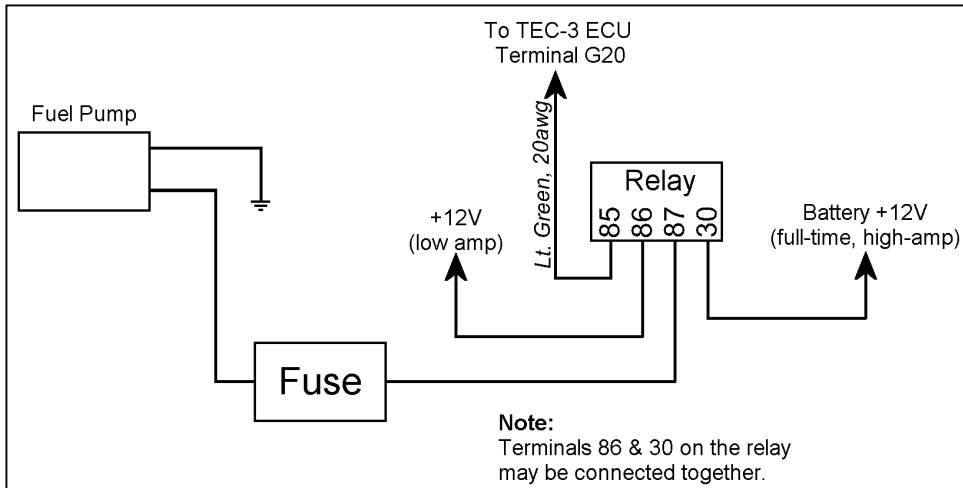 To TEC-3 ECU
Terminal G20
Fuel Pump
Lt. Green, 20awg
Relay
85 86 87 30
+12V
(low amp)
Battery +12V
(full-time, high-amp)
Fuse
Note:
Terminals 86 & 30 on the relay
may be connected together.